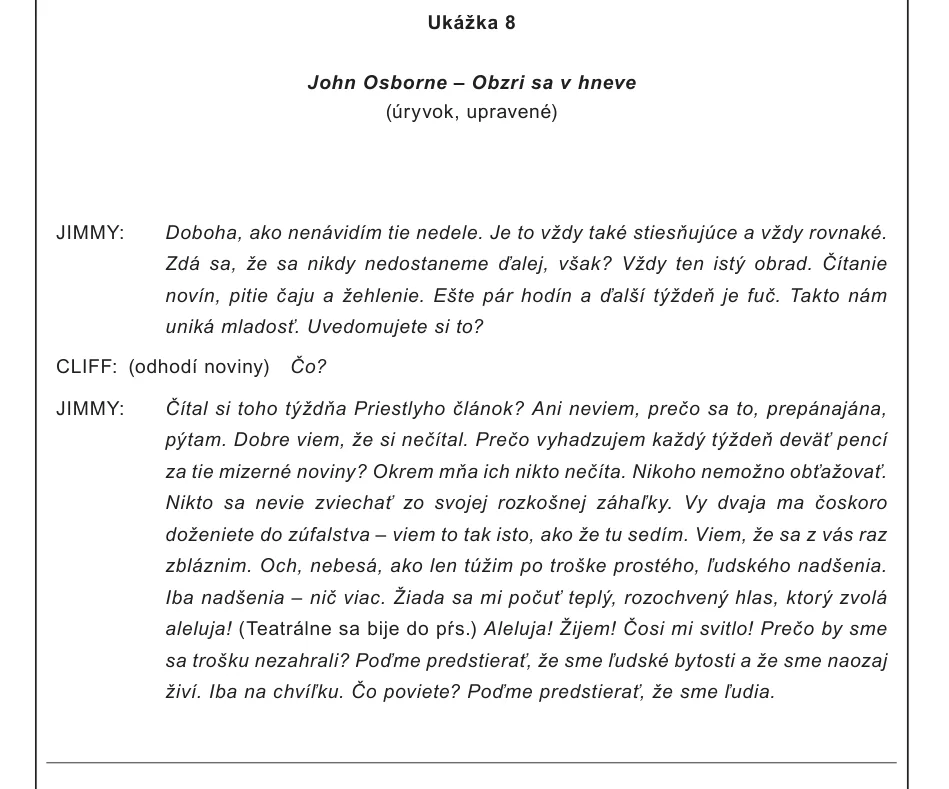 Ukážka 8
John Osborne – Obzri sa v hneve
(úryvok, upravené)
JIMMY: Doboha, ako nenávidím tie nedele. Je to vždy také stiesňujúce a vždy rovnaké.
Zdá sa, že sa nikdy nedostaneme ďalej, však? Vždy ten istý obrad. Čítanie
novín, pitie čaju a žehlenie. Ešte pár hodín a ďalší týždeň je fuč. Takto nám
uniká mladosť. Uvedomujete si to?
CLIFF: (odhodí noviny) Čo?
JIMMY: Čítal si toho týždňa Priestlyho článok? Ani neviem, prečo sa to, prepánajána,
pýtam. Dobre viem, že si nečítal. Prečo vyhadzujem každý týždeň deväť pencí
za tie mizerné noviny? Okrem mňa ich nikto nečíta. Nikoho nemožno obťažovať.
Nikto sa nevie zviechať zo svojej rozkošnej záhaľky. Vy dvaja ma čoskoro
doženiete do zúfalstva – viem to tak isto, ako že tu sedím. Viem, že sa z vás raz
zbláznim. Och, nebesá, ako len túžim po troške prostého, ľudského nadšenia.
Iba nadšenia – nič viac. Žiada sa mi počuť teplý, rozochvený hlas, ktorý zvolá
aleluja! (Teatrálne sa bije do pŕs.) Aleluja! Žijem! Čosi mi svitlo! Prečo by sme
sa trošku nezahrali? Poďme predstierať, že sme ľudské bytosti a že sme naozaj
živí. Iba na chvíľku. Čo poviete? Poďme predstierať, že sme ľudia.